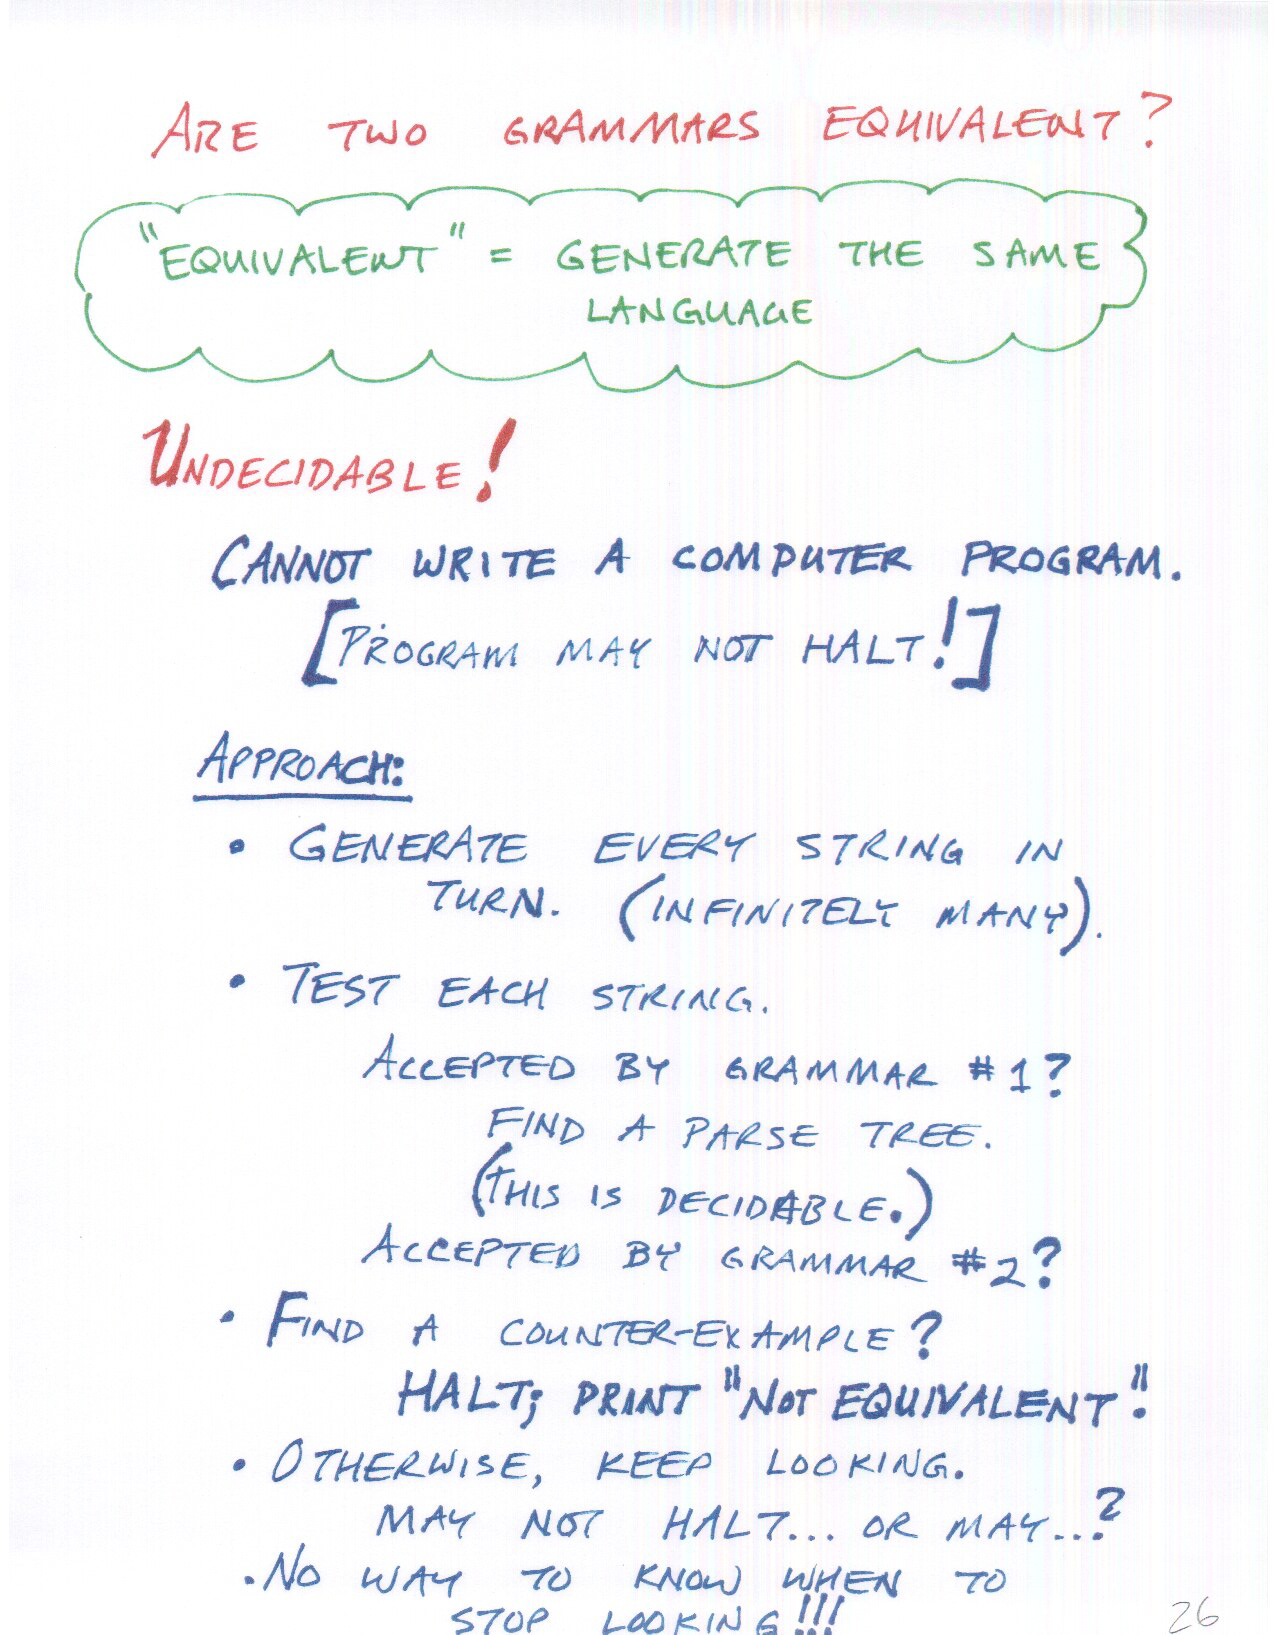 ARE TWO GRAMMARS EQUIVALENT?
"EQUIVALENT" = GENERATE THE SAME
LANGUAGE
UNDECIDABLE!
CANNOT WRITE A COMPUTER PROGRAM.
[PROGRAM MAY NOT HALT!]
APPROACH:
• GENERATE EVERY STRING IN
TURN. (INFINITELY MANY).
• TEST EACH STRING.
ACCEPTED BY GRAMMAR #1?
FIND A PARSE TREE.
(THIS IS DECIDABLE.)
ACCEPTED BY GRAMMAR #2?
• FIND A COUNTER-EXAMPLE?
HALT; PRINT "NOT EQUIVALENT".
• OTHERWISE, KEEP LOOKING.
MAY NOT HALT... OR MAY...?
• NO WAY TO KNOW WHEN TO
STOP LOOKING!!!
26